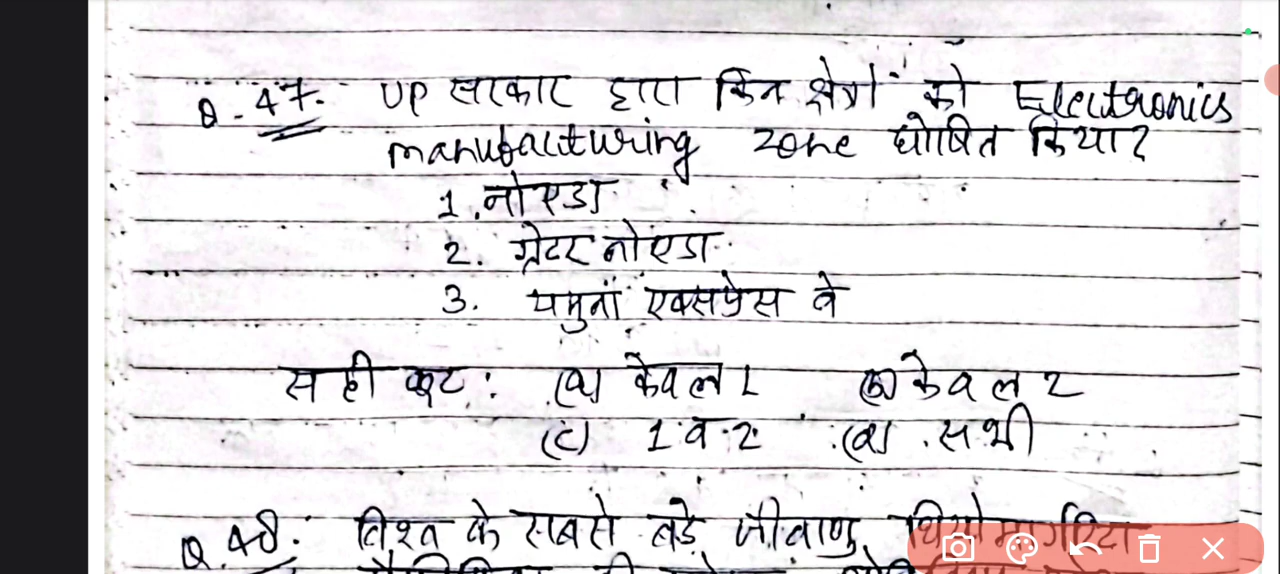 Q.47. UP सरकार द्वारा किन क्षेत्रों को Electronics
manufacturing zone घोषित किया?
1. नोएडा
2. ग्रेटर नोएडा
3. यमुना एक्सप्रेस वे
सही कूट: (a) केवल 1 (b) केवल 2
(c) 1 व 2 (d) सभी
Q.48: विश्व के सबसे बड़े जीवाणु थियोमार्गरिटा